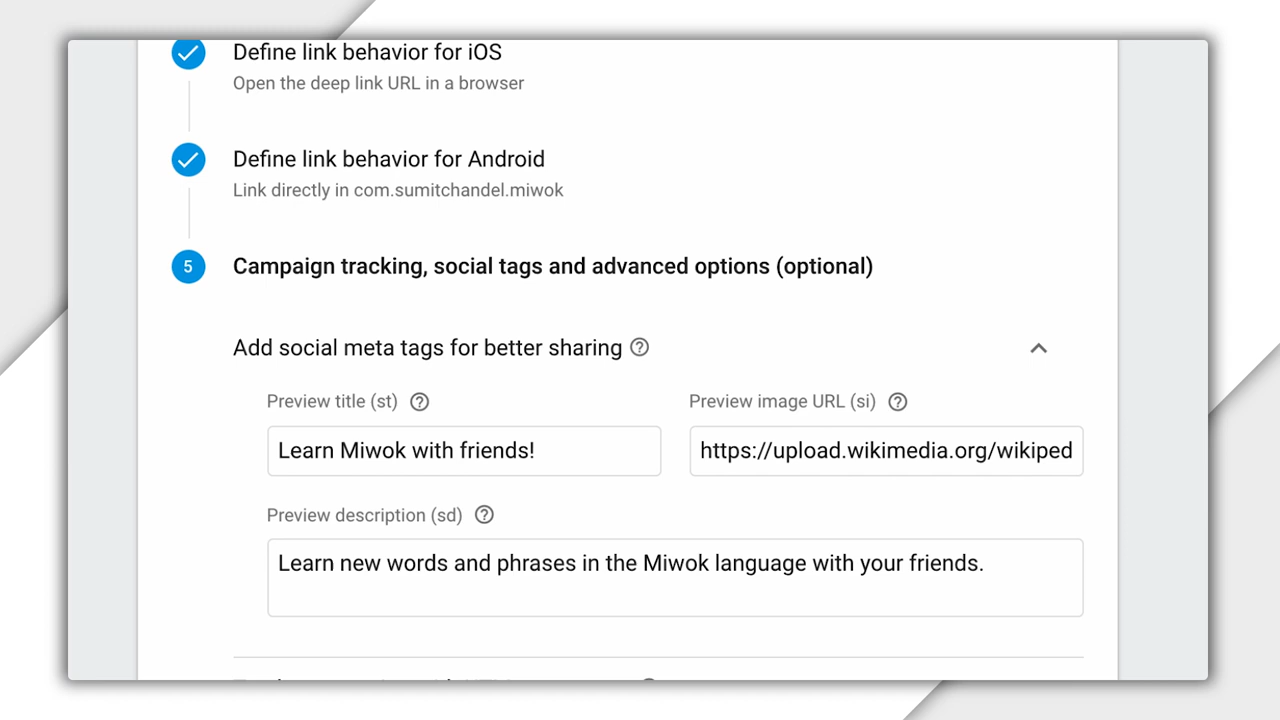 Define link behavior for iOS
Open the deep link URL in a browser
Define link behavior for Android
Link directly in com.sumitchandel.miwok
5 Campaign tracking, social tags and advanced options (optional)
Add social meta tags for better sharing
Preview title (st) Preview image URL (si)
Learn Miwok with friends! https://upload.wikimedia.org/wikiped
Preview description (sd)
Learn new words and phrases in the Miwok language with your friends.